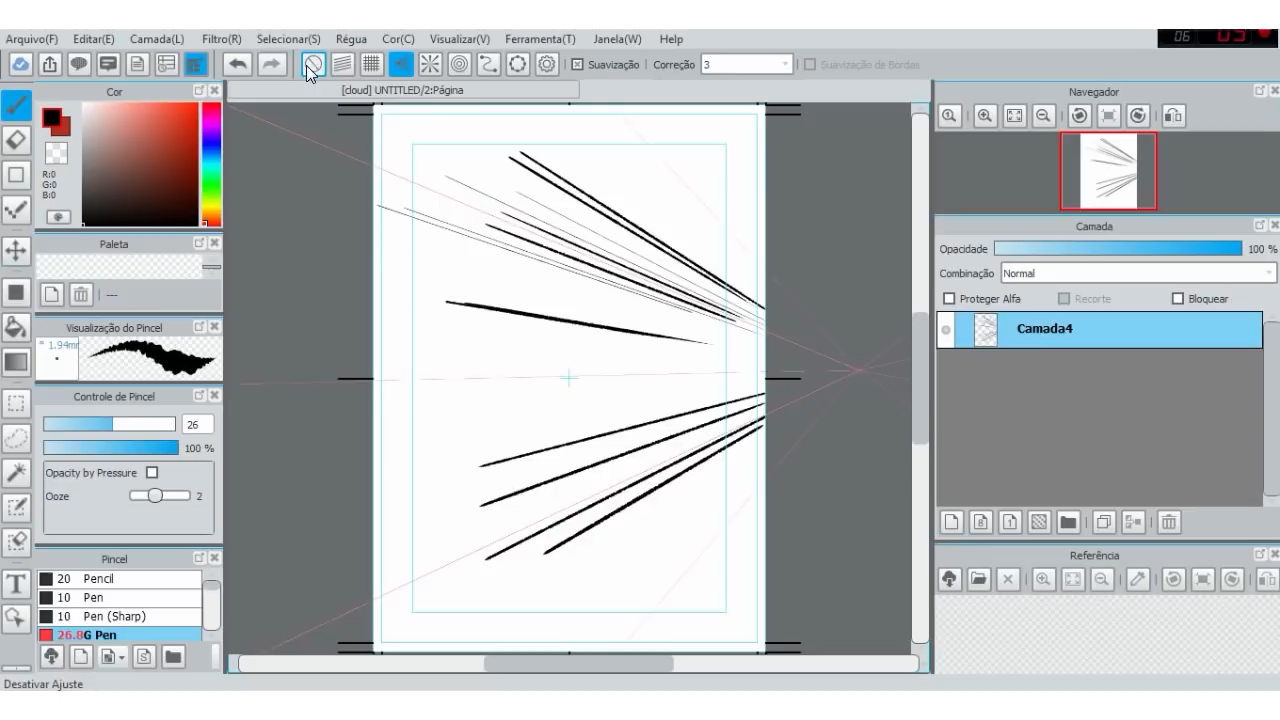 Arquivo(F) Editar(E) Camada(L) Filtro(R) Selecionar(S) Régua Cor(C) Visualizar(V) Ferramenta(T) Janela(W) Help
06 05
Suavização Correção 3 Suavização de Bordas
Cor
[cloud] UNTITLED/2:Página
Navegador
R:0
G:0
B:0
Camada
Paleta
Opacidade 100 %
Combinação Normal
---
Proteger Alfa Recorte Bloquear
Visualização do Pincel
Camada4
* 1.94mm
Controle de Pincel
26
100 %
Opacity by Pressure
Ooze 2
Pincel
Referência
20 Pencil
10 Pen
10 Pen (Sharp)
26.8G Pen
Desativar Ajuste